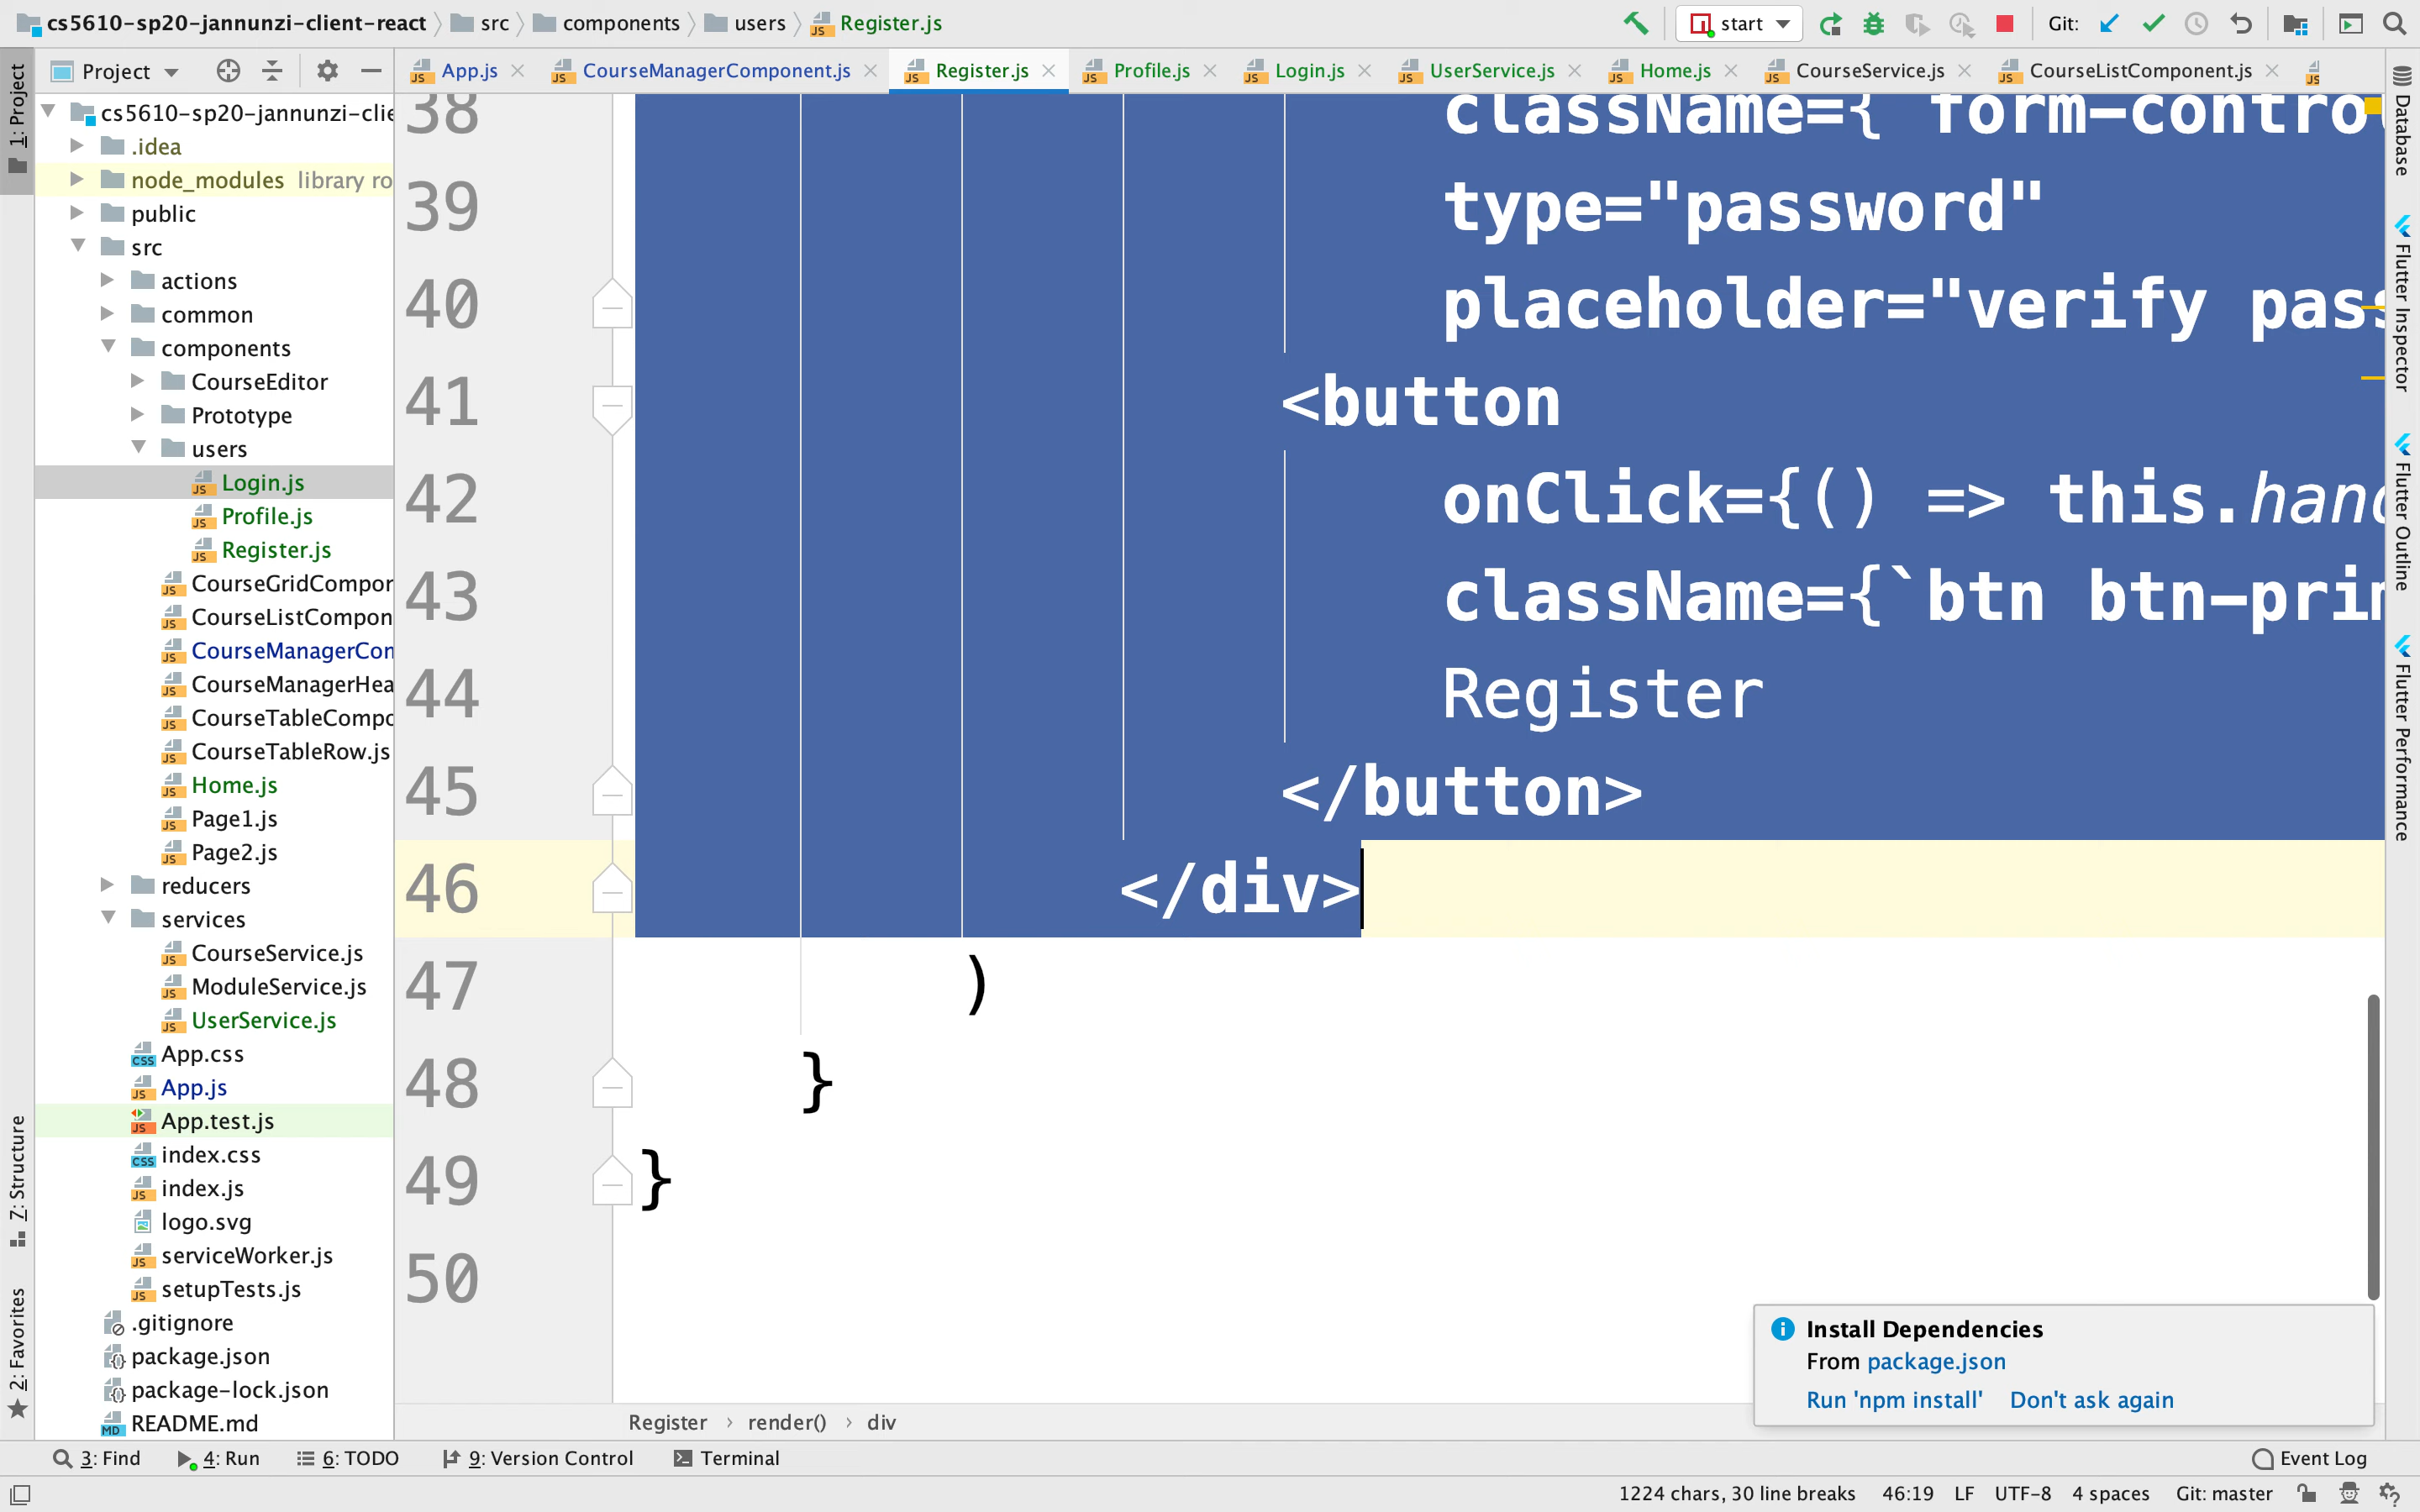 cs5610-sp20-jannunzi-client-react src components users Register.js start Git:
Project App.js CourseManagerComponent.js Register.js Profile.js Login.js UserService.js Home.js CourseService.js CourseListComponent.js
1: Project
7: Structure
2: Favorites
cs5610-sp20-jannunzi-clie
.idea
node_modules library ro
public
src
actions
common
components
CourseEditor
Prototype
users
Login.js
Profile.js
Register.js
CourseGridCompor
CourseListCompon
CourseManagerCon
CourseManagerHea
CourseTableCompo
CourseTableRow.js
Home.js
Page1.js
Page2.js
reducers
services
CourseService.js
ModuleService.js
UserService.js
App.css
App.js
App.test.js
index.css
index.js
logo.svg
serviceWorker.js
setupTests.js
.gitignore
package.json
package-lock.json
README.md
38 className={`form-contro
39 type="password"
40 placeholder="verify pass
41 <button
42 onClick={() => this.hand
43 className={`btn btn-prim
44 Register
45 </button>
46 </div>
47 )
48 }
49 }
50
Database
Flutter Inspector
Flutter Outline
Flutter Performance
Install Dependencies
From package.json
Run 'npm install' Don't ask again
Register › render() › div
3: Find 4: Run 6: TODO 9: Version Control Terminal Event Log
1224 chars, 30 line breaks 46:19 LF UTF-8 4 spaces Git: master